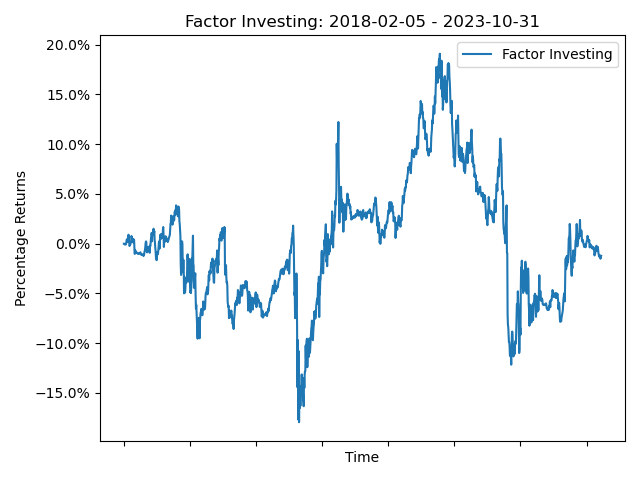 Factor Investing: 2018-02-05 - 2023-10-31
Factor Investing
20.0%
15.0%
10.0%
5.0%
0.0%
−5.0%
−10.0%
−15.0%
Percentage Returns
Time